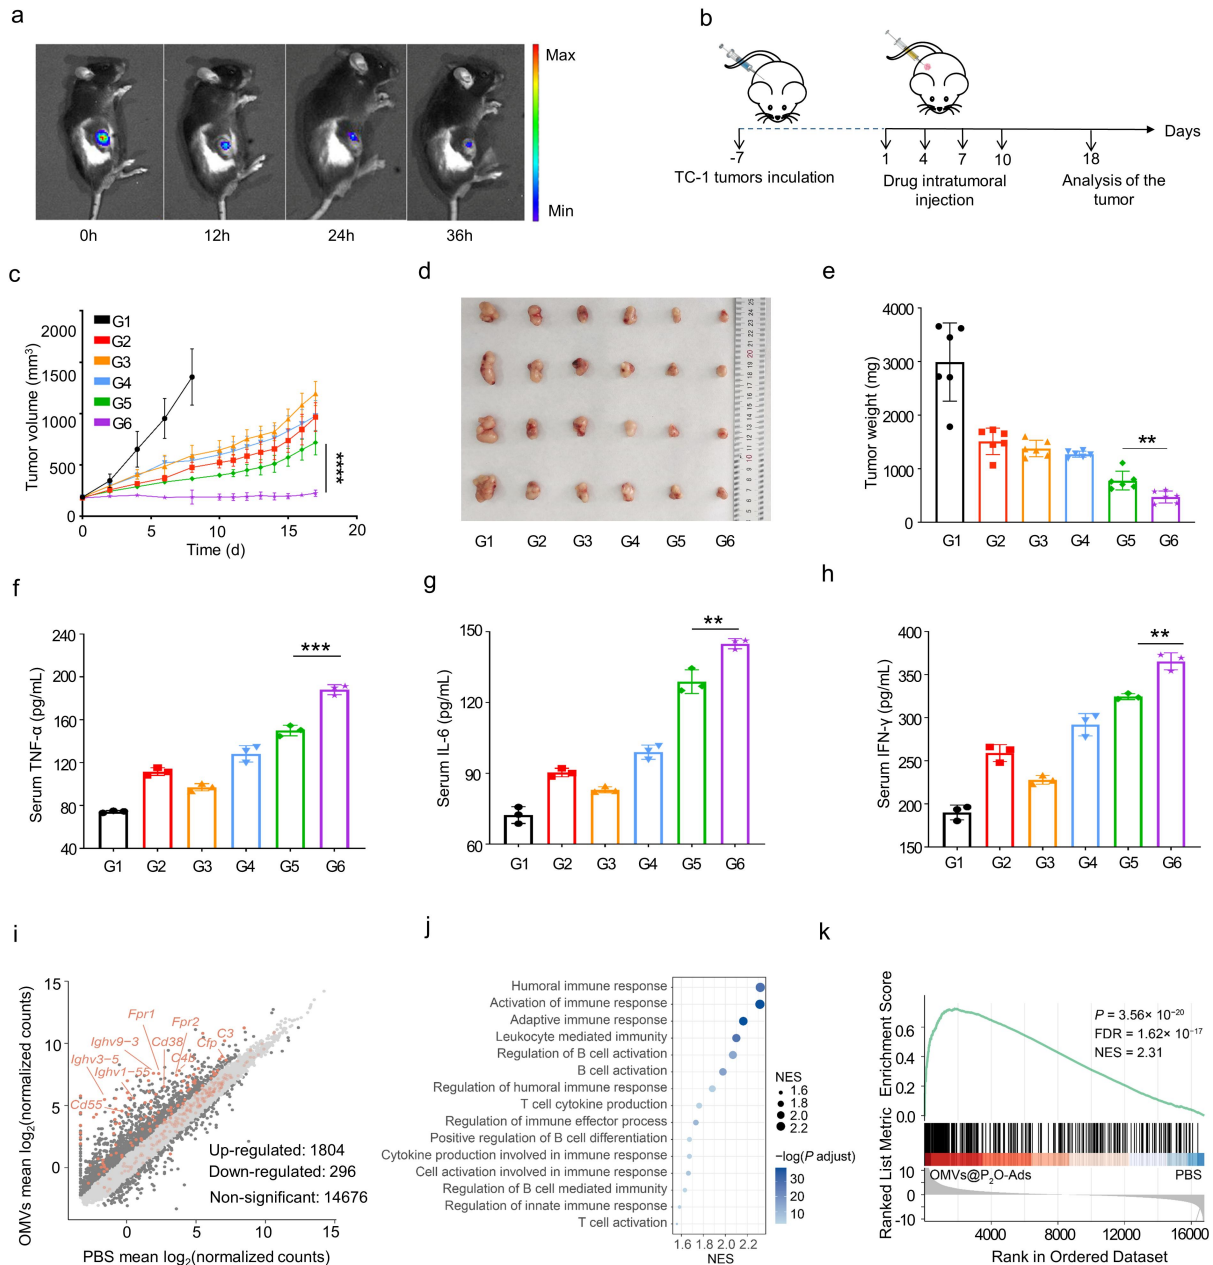 a
Max
Min
0h
12h
24h
36h
b
Days
-7
1
4
7
10
18
TC-1 tumors inculation
Drug intratumoral
injection
Analysis of the
tumor
c
Tumor volume (mm³)
2000
1500
1000
500
0
G1
G2
G3
G4
G5
G6
****
0
5
10
15
20
Time (d)
d
G1
G2
G3
G4
G5
G6
e
Tumor weight (mg)
4000
3000
2000
1000
0
**
G1
G2
G3
G4
G5
G6
f
Serum TNF-α (pg/mL)
240
200
160
120
80
40
***
G1
G2
G3
G4
G5
G6
g
Serum IL-6 (pg/mL)
150
120
90
60
**
G1
G2
G3
G4
G5
G6
h
Serum IFN-γ (pg/mL)
400
350
300
250
200
150
**
G1
G2
G3
G4
G5
G6
i
OMVs mean log₂(normalized counts)
15
10
5
0
Fpr1
Fpr2
C3
Ighv9-3
Cd38
Cfp
Ighv3-5
C4b
Ighv1-55
Cd55
Up-regulated: 1804
Down-regulated: 296
Non-significant: 14676
0
5
10
15
PBS mean log₂(normalized counts)
j
Humoral immune response
Activation of immune response
Adaptive immune response
Leukocyte mediated immunity
Regulation of B cell activation
B cell activation
Regulation of humoral immune response
T cell cytokine production
Regulation of immune effector process
Positive regulation of B cell differentiation
Cytokine production involved in immune response
Cell activation involved in immune response
Regulation of B cell mediated immunity
Regulation of innate immune response
T cell activation
1.6
1.8
2.0
2.2
NES
NES
1.6
1.8
2.0
2.2
−log(P adjust)
30
20
10
k
Enrichment Score
0.6
0.4
0.2
0.0
P = 3.56× 10⁻²⁰
FDR = 1.62× 10⁻¹⁷
NES = 2.31
Ranked List Metric
OMVs@P₂O-Ads
PBS
10
0
-10
4000
8000
12000
16000
Rank in Ordered Dataset